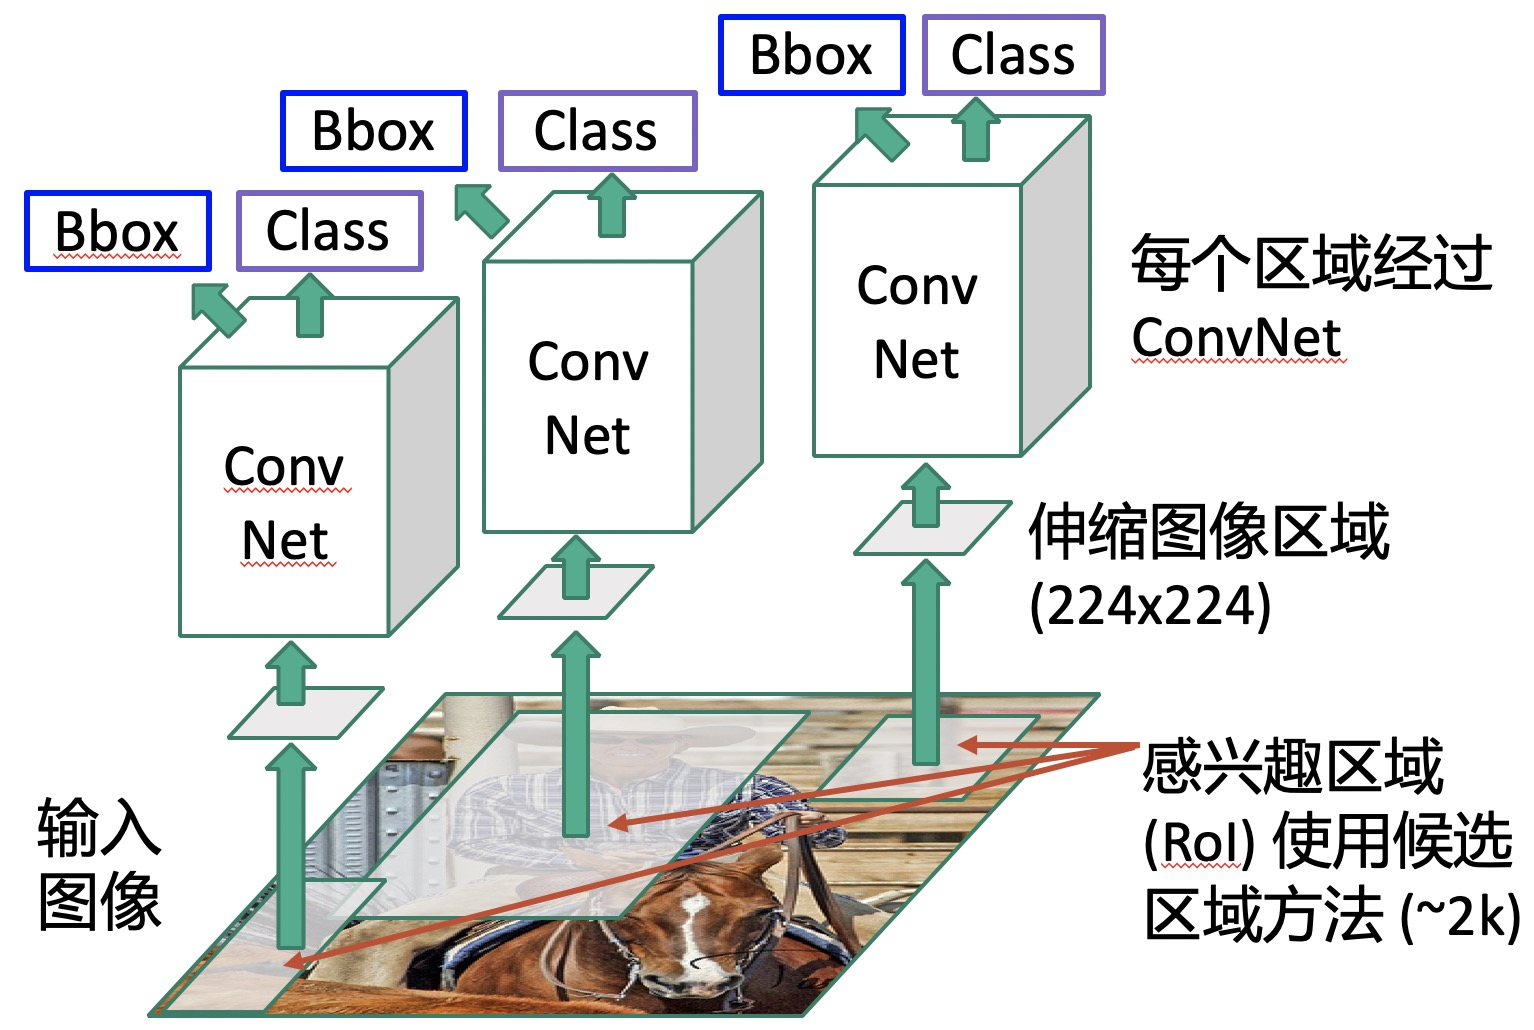 Bbox
Class
Bbox
Class
Bbox
Class
Conv
Net
Conv
Net
Conv
Net
每个区域经过
ConvNet
伸缩图像区域
(224x224)
输入
图像
感兴趣区域
(RoI) 使用候选
区域方法 (~2k)